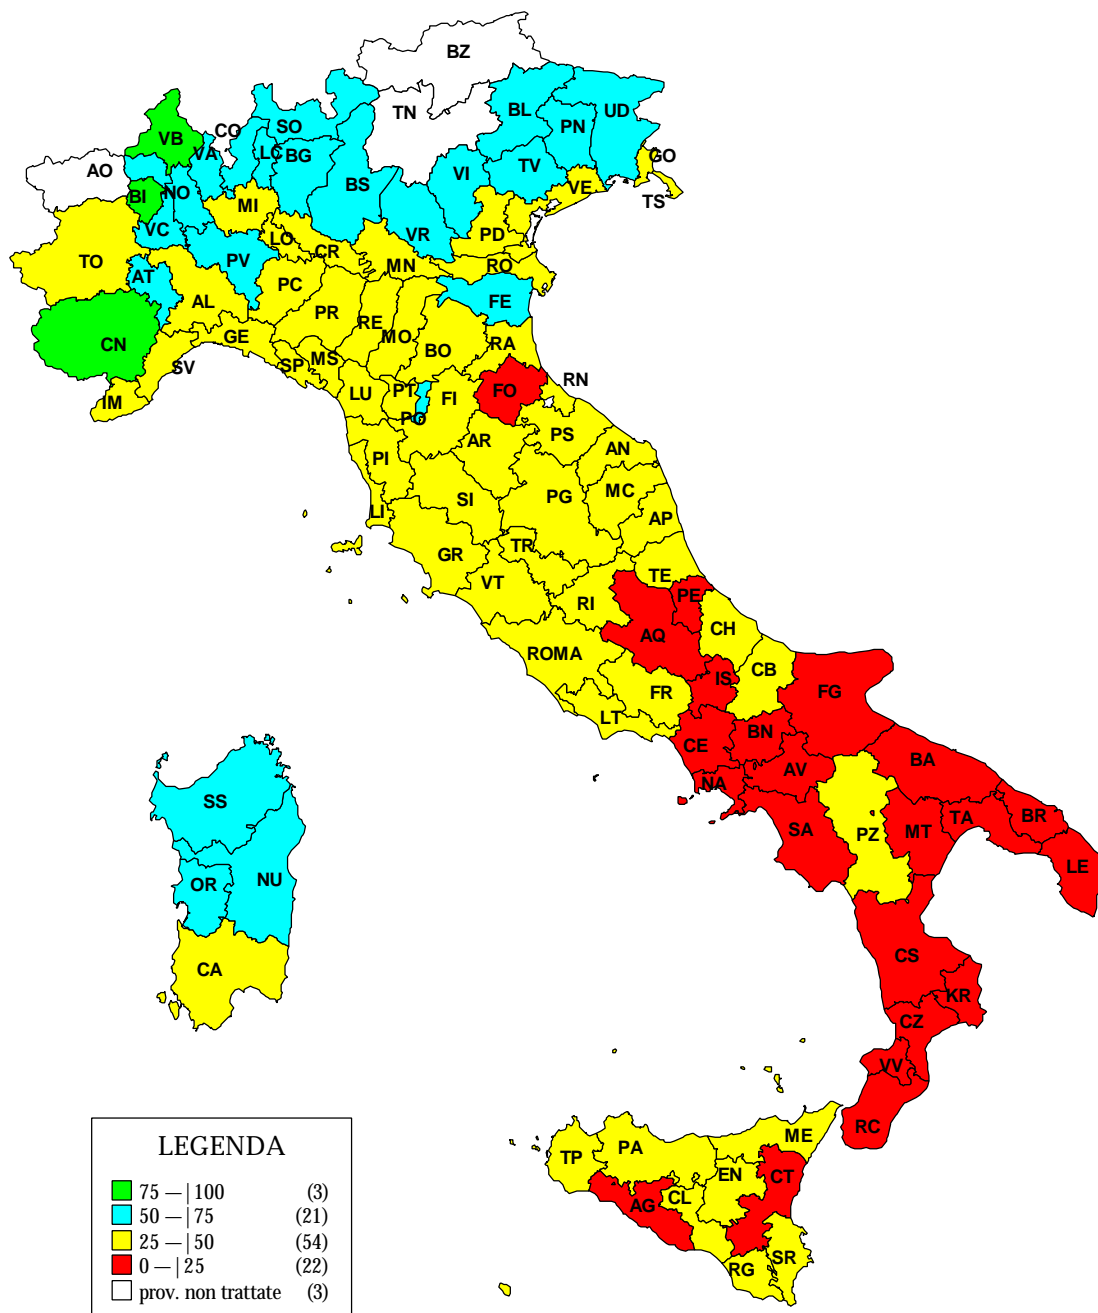 BZ
TN
BL
UD
PN
CO
SO
VB
VA
LC
BG
GO
AO
VI
TV
BS
VE
BI
NO
MI
TS
VC
VR
PD
LO
CR
TO
PV
MN
RO
AT
PC
FE
AL
PR
RE
GE
MO
RA
CN
BO
MS
SP
SV
RN
PT
FO
LU
FI
IM
PG
PS
AR
AN
PI
MC
SI
PG
LI
AP
TR
GR
TE
VT
PE
RI
CH
AQ
ROMA
CB
IS
FR
FG
LT
BN
CE
BA
AV
NA
SS
BR
TA
SA
MT
PZ
LE
NU
OR
CS
CA
KR
CZ
VV
RC
ME
PA
TP
EN
CT
CL
AG
SR
RG
LEGENDA
75 —| 100 (3)
50 —| 75 (21)
25 —| 50 (54)
0 —| 25 (22)
prov. non trattate (3)